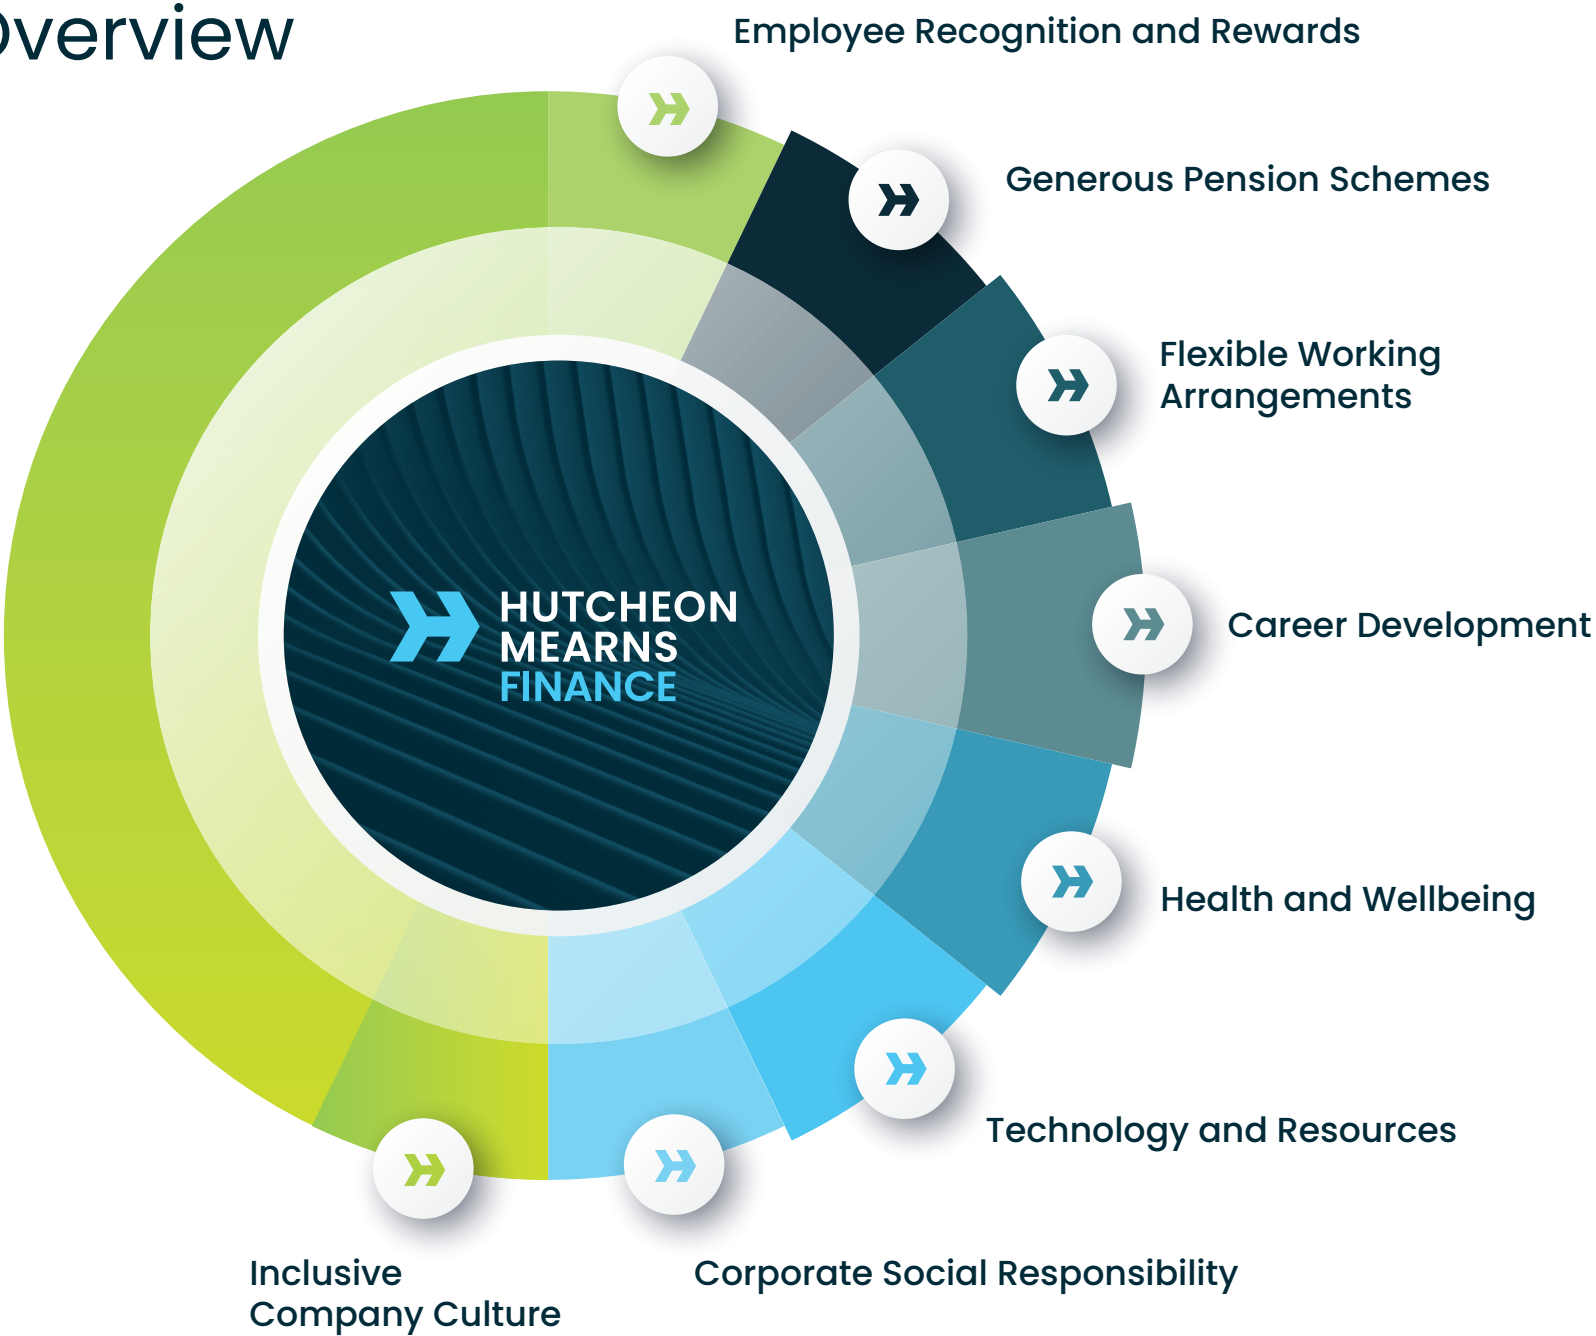 Overview
Employee Recognition and Rewards
Generous Pension Schemes
Flexible Working
Arrangements
HUTCHEON
MEARNS
FINANCE
Career Development
Health and Wellbeing
Technology and Resources
Inclusive
Company Culture
Corporate Social Responsibility